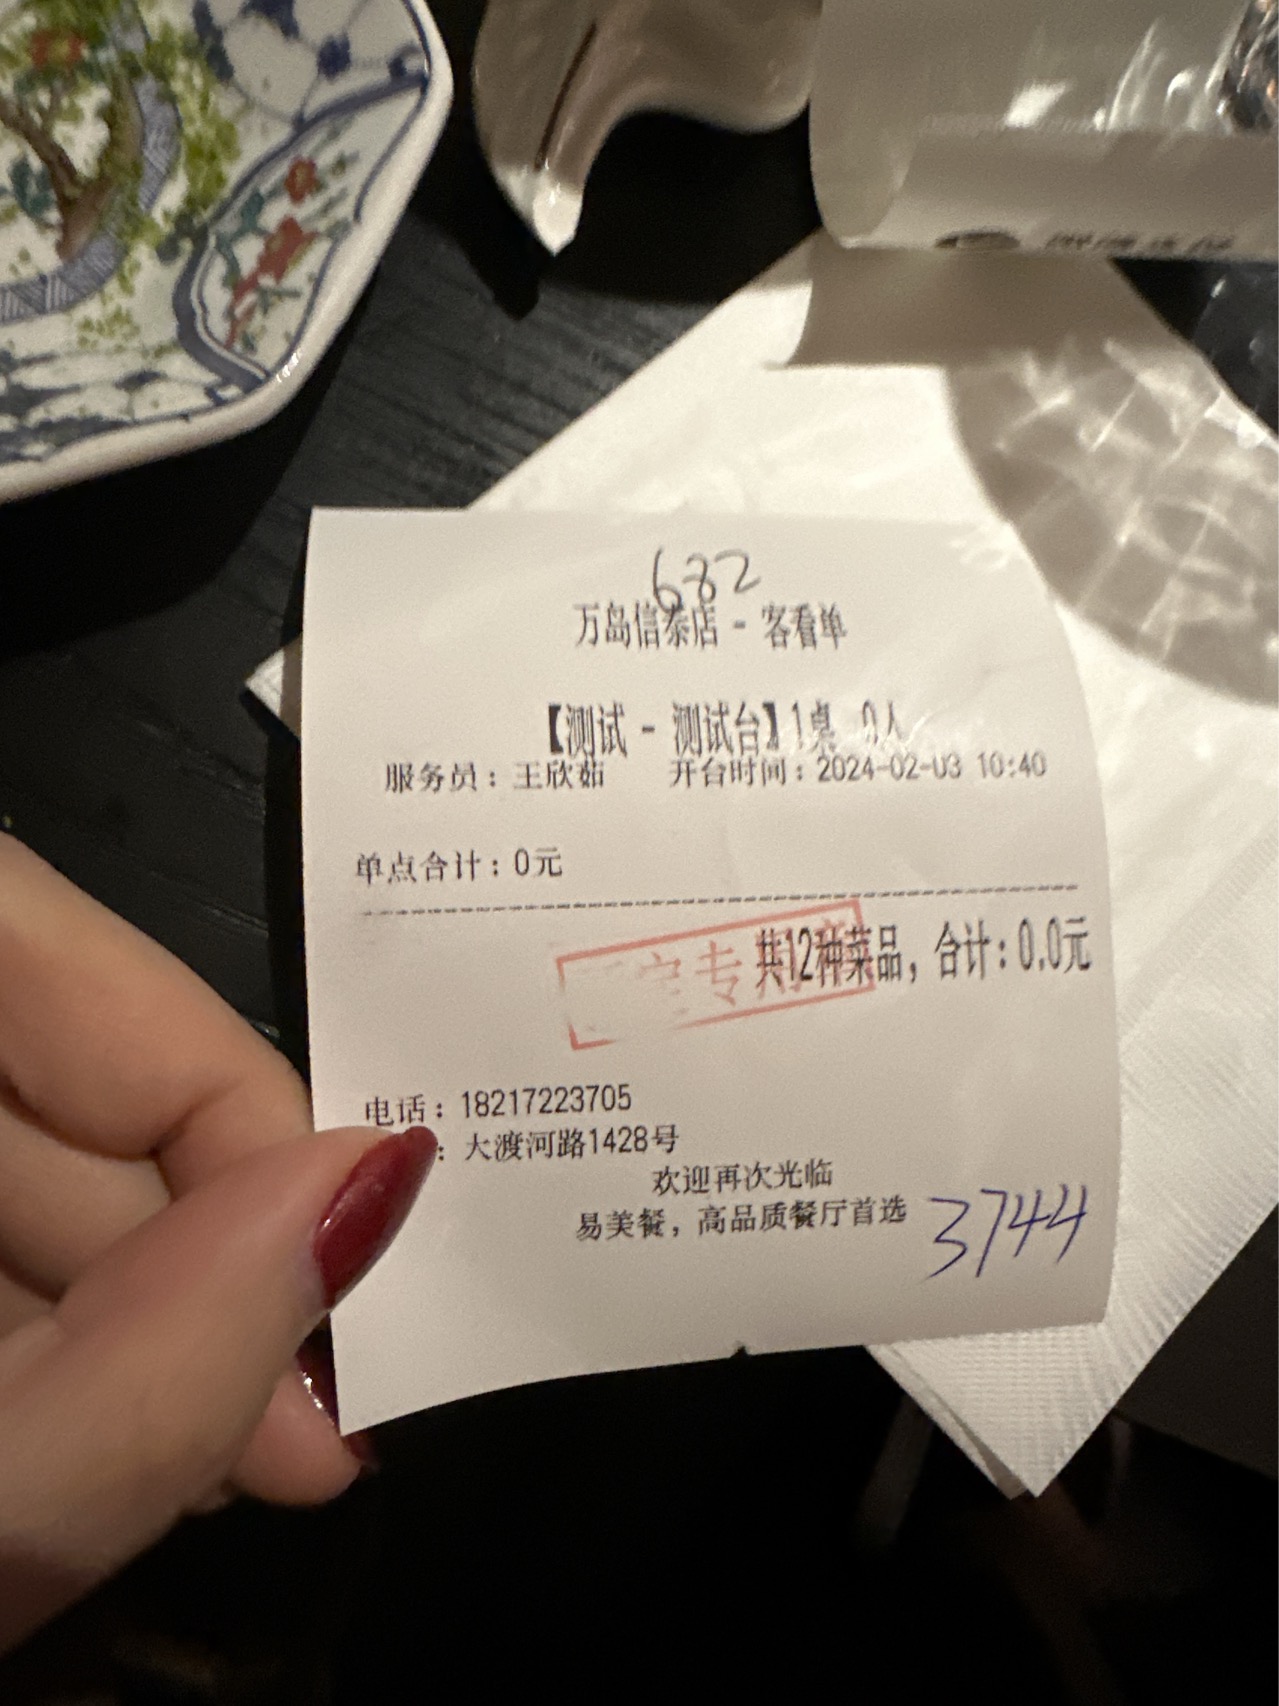 682
万岛信泰店 - 客看单
【测试 - 测试台】1桌 0人
服务员：王欣茹 开台时间：2024-02-03 10:40
单点合计：0元
共12种菜品，合计：0.0元
专用
电话：18217223705
：大渡河路1428号
欢迎再次光临
易美餐，高品质餐厅首选
3744